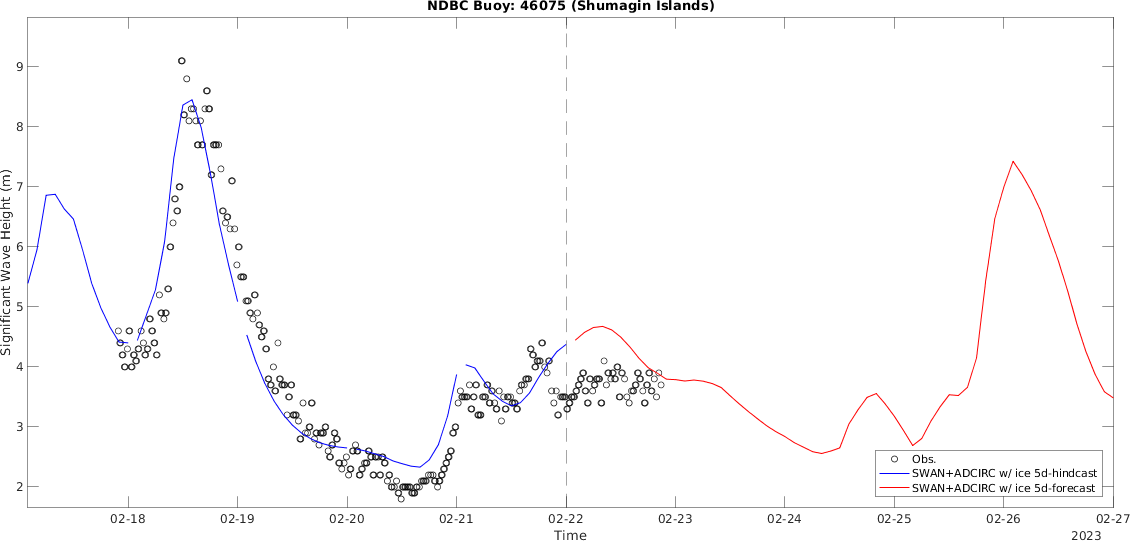 NDBC Buoy: 46075 (Shumagin Islands)
Significant Wave Height (m)
9
8
7
6
5
4
3
2
02-18 02-19 02-20 02-21 02-22 02-23 02-24 02-25 02-26 02-27
Time
2023
Obs.
SWAN+ADCIRC w/ ice 5d-hindcast
SWAN+ADCIRC w/ ice 5d-forecast